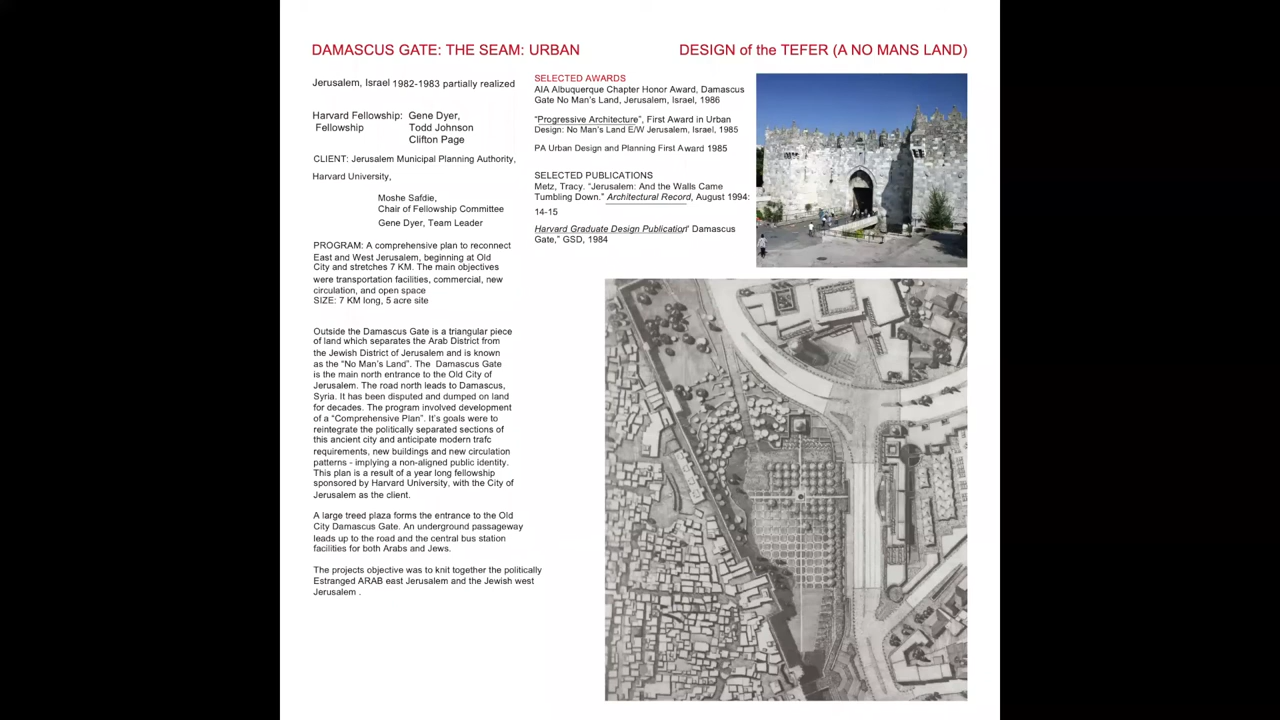 DAMASCUS GATE: THE SEAM: URBAN DESIGN of the TEFER (A NO MANS LAND)
Jerusalem, Israel 1982-1983 partially realized
Harvard Fellowship: Gene Dyer,
Fellowship Todd Johnson
Clifton Page
CLIENT: Jerusalem Municipal Planning Authority,
Harvard University,
Moshe Safdie,
Chair of Fellowship Committee
Gene Dyer, Team Leader
PROGRAM: A comprehensive plan to reconnect
East and West Jerusalem, beginning at Old
City and stretches 7 KM. The main objectives
were transportation facilities, commercial, new
circulation, and open space
SIZE: 7 KM long, 5 acre site
Outside the Damascus Gate is a triangular piece
of land which separates the Arab District from
the Jewish District of Jerusalem and is known
as the “No Man’s Land”. The Damascus Gate
is the main north entrance to the Old City of
Jerusalem. The road north leads to Damascus,
Syria. It has been disputed and dumped on land
for decades. The program involved development
of a “Comprehensive Plan”. It’s goals were to
reintegrate the politically separated sections of
this ancient city and anticipate modern trafc
requirements, new buildings and new circulation
patterns - implying a non-aligned public identity.
This plan is a result of a year long fellowship
sponsored by Harvard University, with the City of
Jerusalem as the client.
A large treed plaza forms the entrance to the Old
City Damascus Gate. An underground passageway
leads up to the road and the central bus station
facilities for both Arabs and Jews.
The projects objective was to knit together the politically
Estranged ARAB east Jerusalem and the Jewish west
Jerusalem .
SELECTED AWARDS
AIA Albuquerque Chapter Honor Award, Damascus
Gate No Man’s Land, Jerusalem, Israel, 1986
“Progressive Architecture”, First Award in Urban
Design: No Man’s Land E/W Jerusalem, Israel, 1985
PA Urban Design and Planning First Award 1985
SELECTED PUBLICATIONS
Metz, Tracy. “Jerusalem: And the Walls Came
Tumbling Down.” Architectural Record, August 1994:
14-15
Harvard Graduate Design Publication' Damascus
Gate,” GSD, 1984